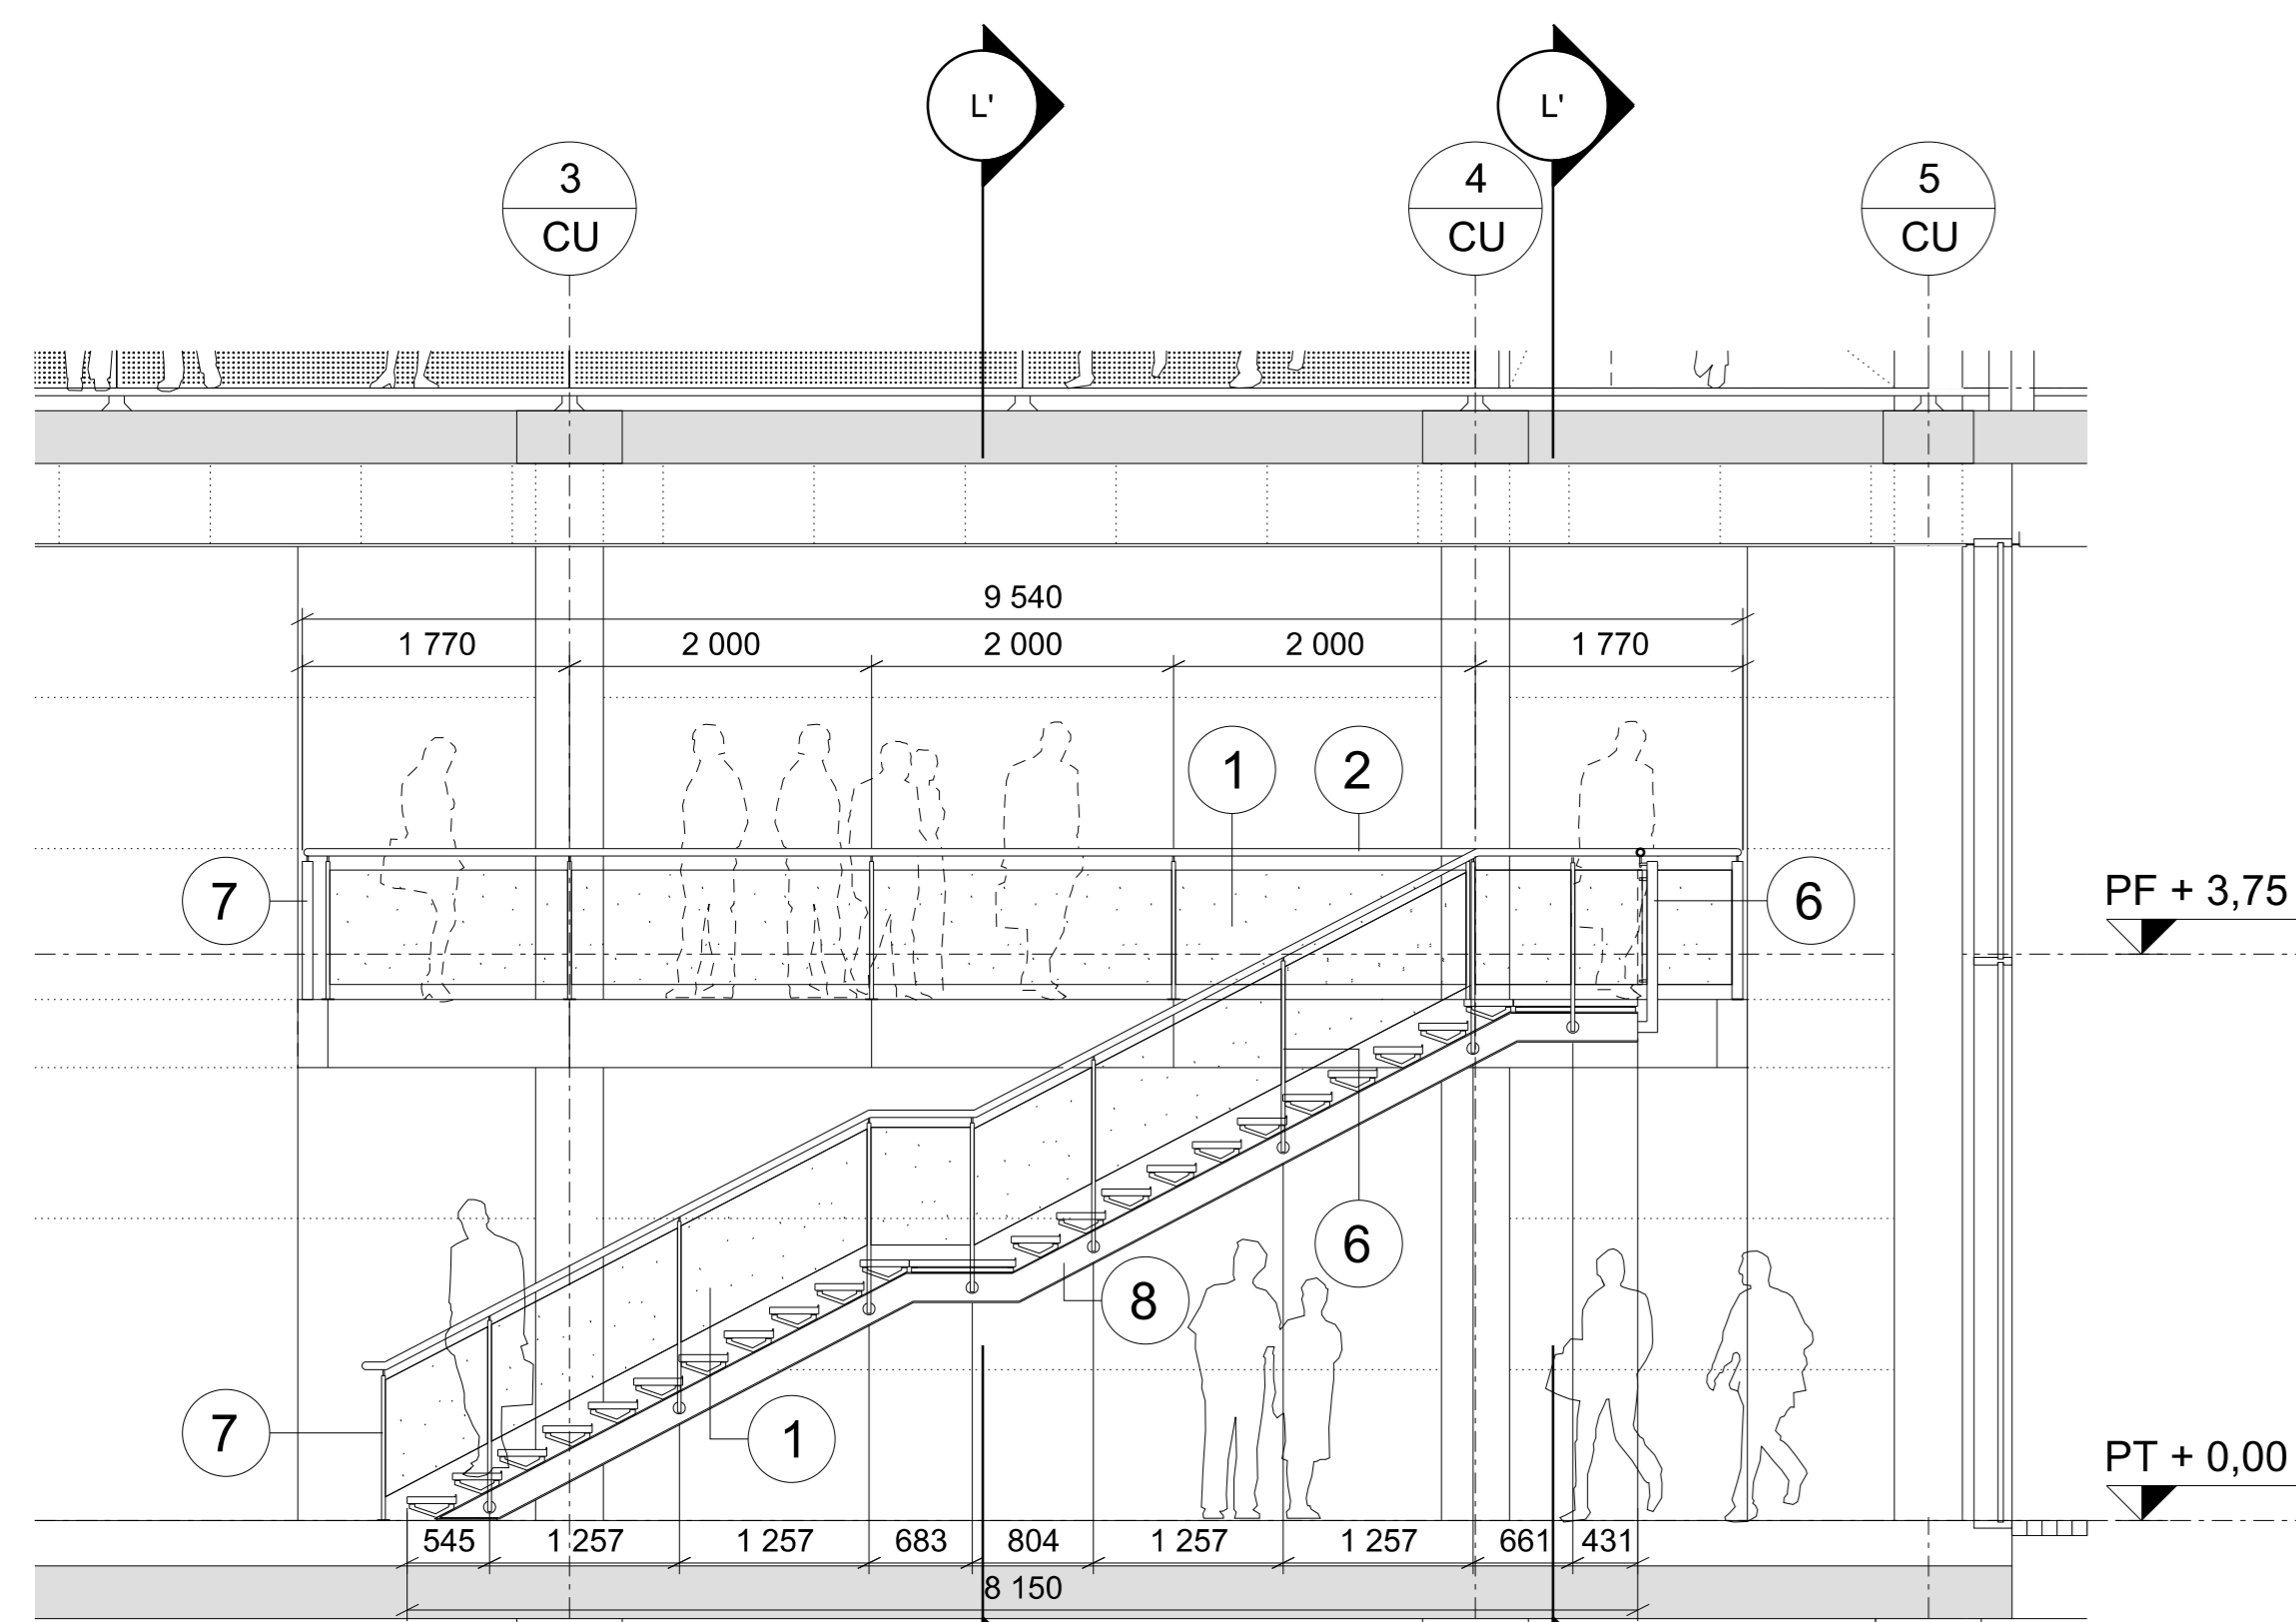 L' L'
3 4 5
CU CU CU
9 540
1 770 2 000 2 000 2 000 1 770
1 2
7 6
PF + 3,75
6
8
7 1
PT + 0,00
545 1 257 1 257 683 804 1 257 1 257 661 431
8 150